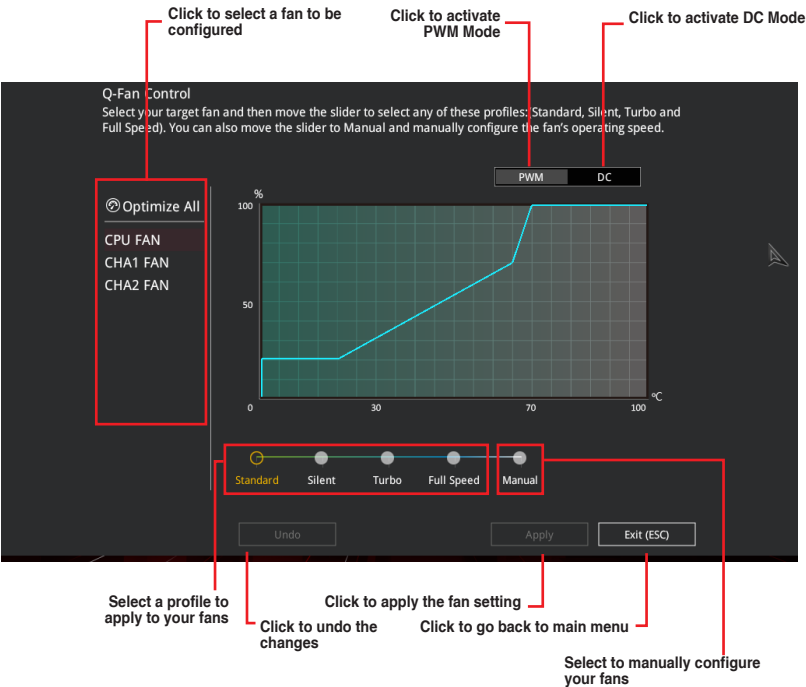 Click to select a fan to be
configured
Click to activate
PWM Mode
Click to activate DC Mode
Q-Fan Control
Select your target fan and then move the slider to select any of these profiles:(Standard, Silent, Turbo and
Full Speed). You can also move the slider to Manual and manually configure the fan's operating speed.
PWM
DC
Optimize All
CPU FAN
CHA1 FAN
CHA2 FAN
%
100
50
0
30
70
100
°C
Standard
Silent
Turbo
Full Speed
Manual
Undo
Apply
Exit (ESC)
Select a profile to
apply to your fans
Click to undo the
changes
Click to apply the fan setting
Click to go back to main menu
Select to manually configure
your fans